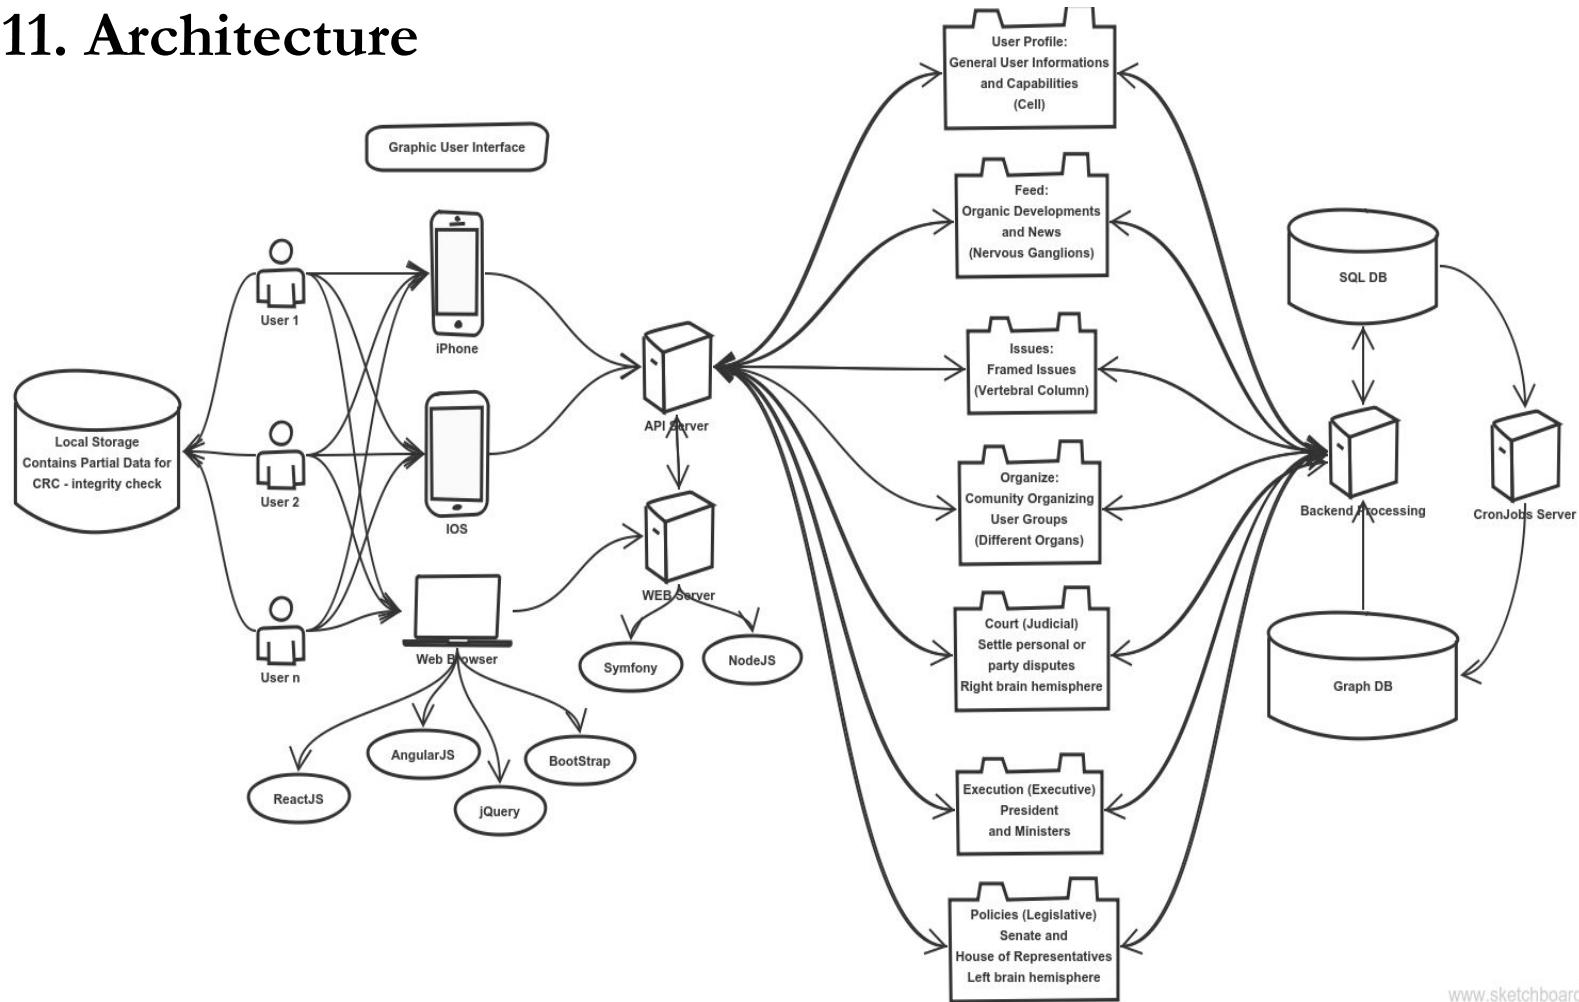 11. Architecture
Graphic User Interface
User 1
User 2
User n
Local Storage
Contains Partial Data for
CRC - integrity check
iPhone
IOS
Web Browser
ReactJS
AngularJS
jQuery
BootStrap
API Server
WEB Server
Symfony
NodeJS
User Profile:
General User Informations
and Capabilities
(Cell)
Feed:
Organic Developments
and News
(Nervous Ganglions)
Issues:
Framed Issues
(Vertebral Column)
Organize:
Comunity Organizing
User Groups
(Different Organs)
Court (Judicial)
Settle personal or
party disputes
Right brain hemisphere
Execution (Executive)
President
and Ministers
Policies (Legislative)
Senate and
House of Representatives
Left brain hemisphere
SQL DB
Backend Processing
CronJobs Server
Graph DB